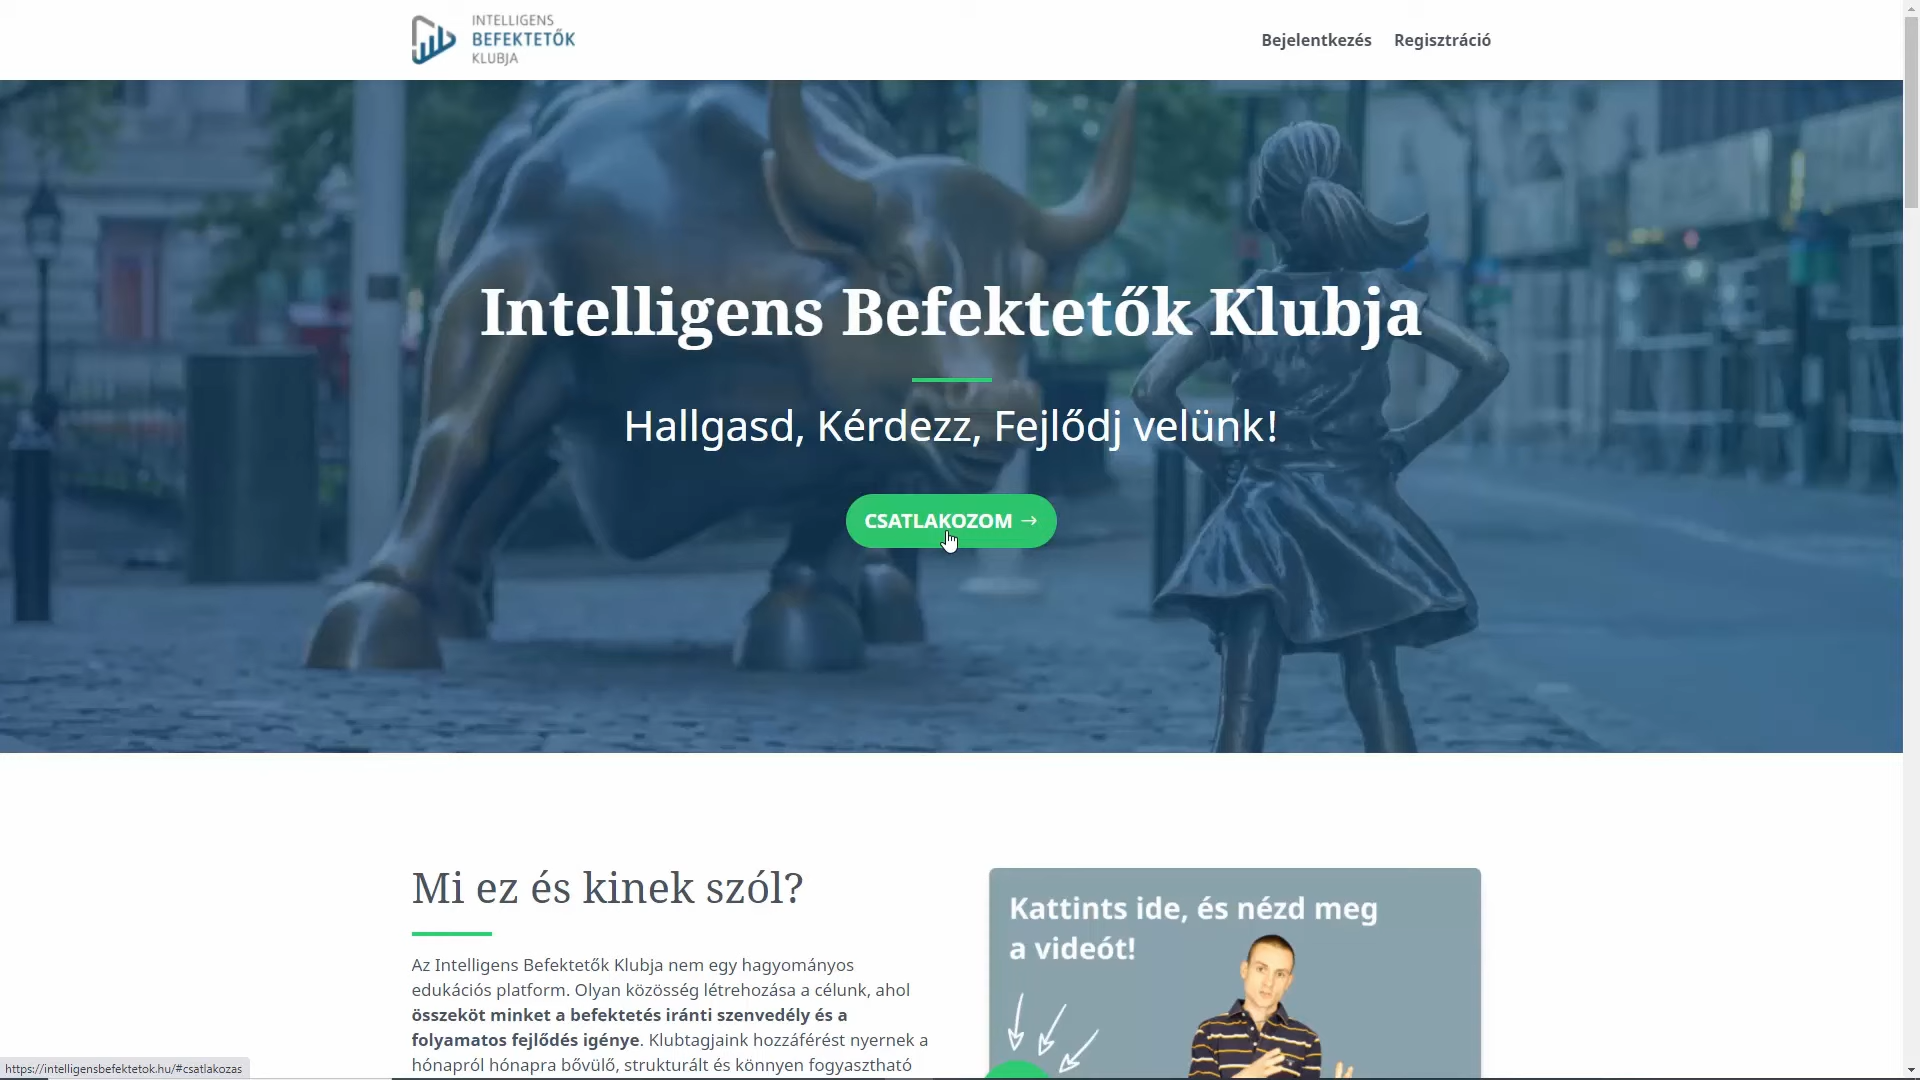 INTELLIGENS
BEFEKTETŐK
KLUBJA
Bejelentkezés Regisztráció
Intelligens Befektetők Klubja
Hallgasd, Kérdezz, Fejlődj velünk!
CSATLAKOZOM →
Mi ez és kinek szól?
Az Intelligens Befektetők Klubja nem egy hagyományos
edukációs platform. Olyan közösség létrehozása a célunk, ahol
összeköt minket a befektetés iránti szenvedély és a
folyamatos fejlődés igénye. Klubtagjaink hozzáférést nyernek a
hónapról hónapra bővülő, strukturált és könnyen fogyasztható
Kattints ide, és nézd meg
a videót!
https://intelligensbefektetok.hu/#csatlakozas